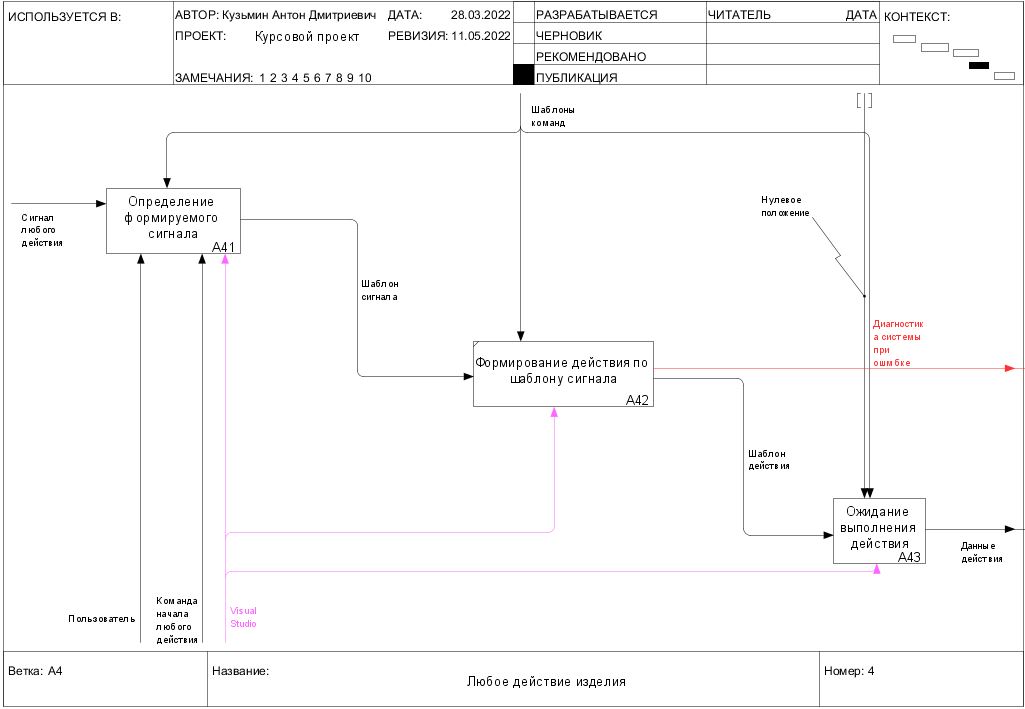 ИСПОЛЬЗУЕТСЯ В:
АВТОР: Кузьмин Антон Дмитриевич
ДАТА: 28.03.2022
ПРОЕКТ: Курсовой проект
РЕВИЗИЯ: 11.05.2022
ЗАМЕЧАНИЯ: 1 2 3 4 5 6 7 8 9 10
РАЗРАБАТЫВАЕТСЯ
ЧЕРНОВИК
РЕКОМЕНДОВАНО
ПУБЛИКАЦИЯ
ЧИТАТЕЛЬ
ДАТА
КОНТЕКСТ:
Шаблоны
команд
[ ]
Сигнал
любого
действия
Определение
формируемого
сигнала
A41
Нулевое
положение
Шаблон
сигнала
Диагностик
а системы
при
ошмбке
Формирование действия по
шаблону сигнала
A42
Шаблон
действия
Ожидание
выполнения
действия
A43
Данные
действия
Пользователь
Команда
начала
любого
действия
Visual
Studio
Ветка: A4
Название:
Любое действие изделия
Номер: 4